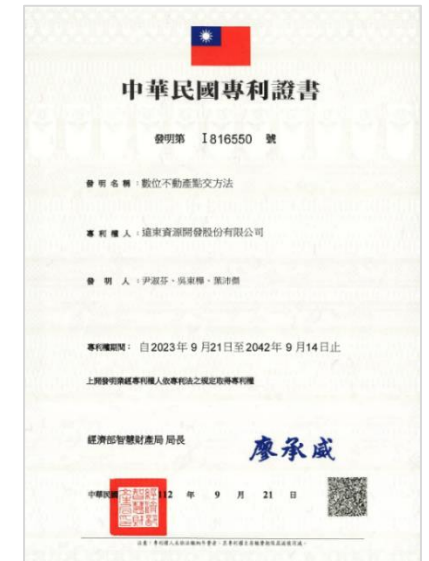 中華民國專利證書
發明第 I816550 號
發明名稱：數位不動產點交方法
專利權人：遠東資源開發股份有限公司
發明人：尹淑芬、吳東樺、葉沛傑
專利權期間： 自2023年9月21日至2042年9月14日止
上開發明業經專利權人依專利法之規定取得專利權
經濟部智慧財產局 局長
廖承威
中華民國 112 年 9 月 21 日